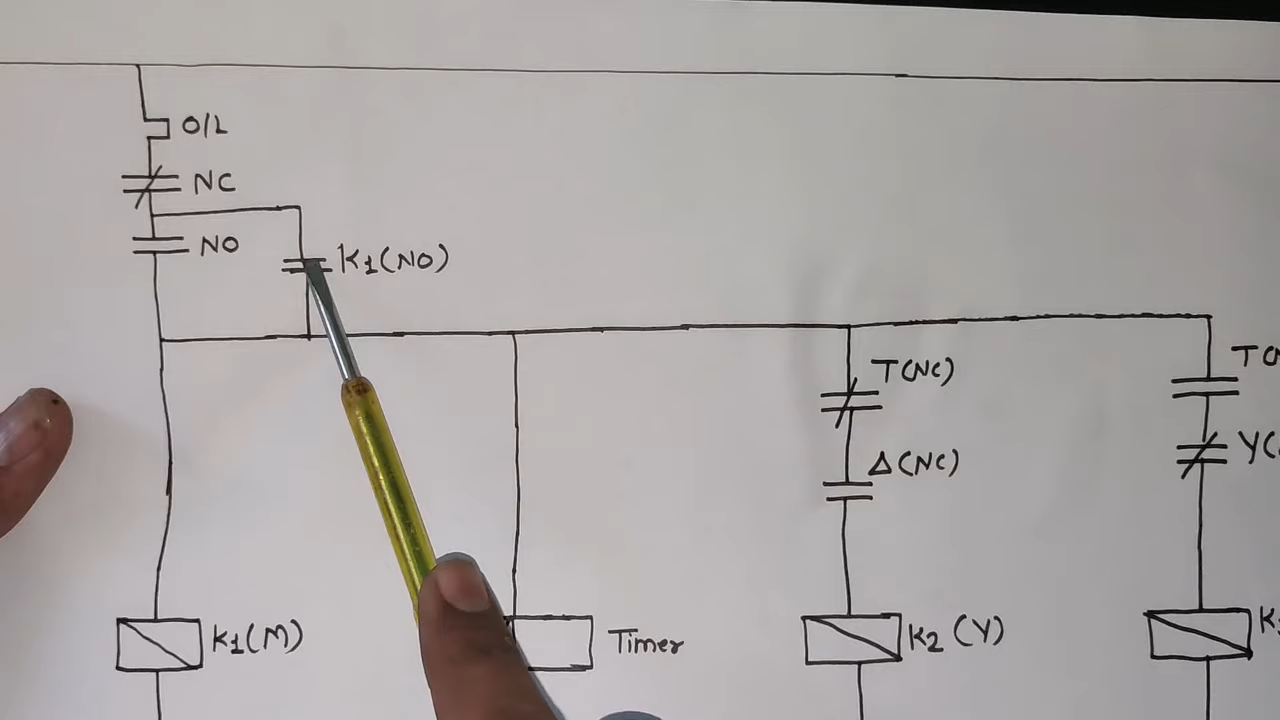 O/L
NC
NO
K1(NO)
T(NC)
Δ(NC)
K1(M)
Timer
K2 (Y)